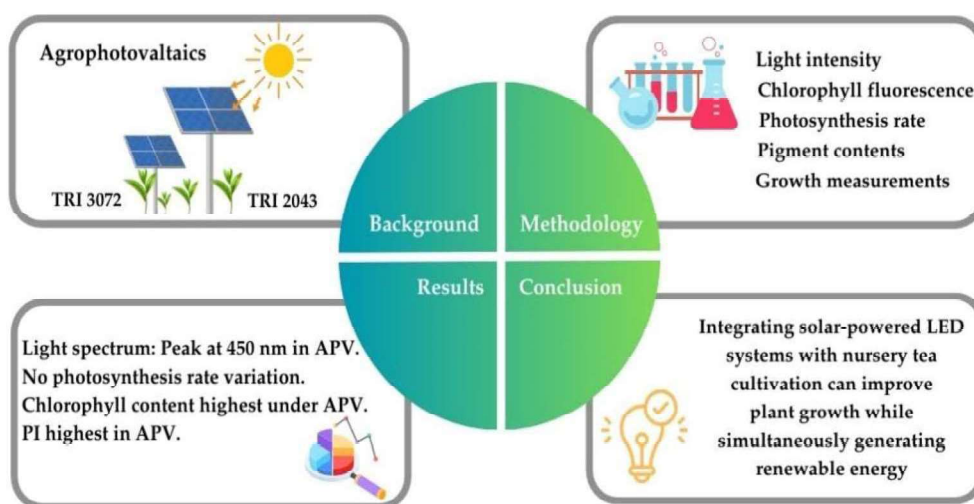 Agrophotovaltaics
TRI 3072
TRI 2043
Light intensity
Chlorophyll fluorescence
Photosynthesis rate
Pigment contents
Growth measurements
Background
Methodology
Results
Conclusion
Light spectrum: Peak at 450 nm in APV.
No photosynthesis rate variation.
Chlorophyll content highest under APV.
PI highest in APV.
Integrating solar-powered LED
systems with nursery tea
cultivation can improve
plant growth while
simultaneously generating
renewable energy